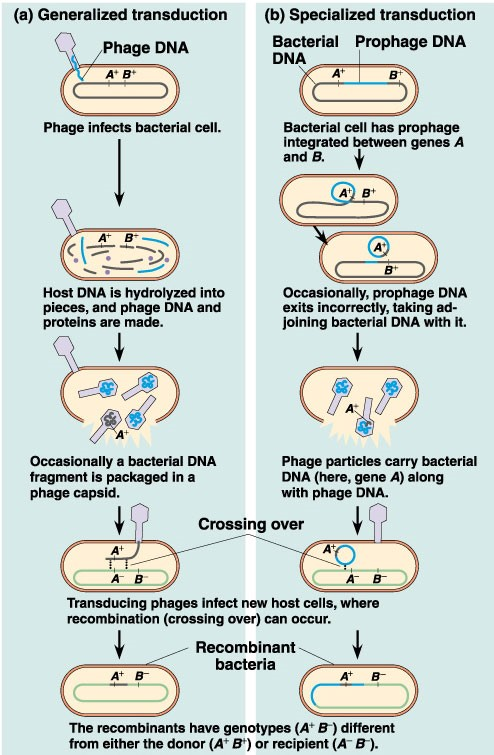 (a) Generalized transduction
Phage DNA
A+ B+
Phage infects bacterial cell.
A+ B+
Host DNA is hydrolyzed into
pieces, and phage DNA and
proteins are made.
A+
Occasionally a bacterial DNA
fragment is packaged in a
phage capsid.
(b) Specialized transduction
Bacterial
DNA
Prophage DNA
A+ B+
Bacterial cell has prophage
integrated between genes A
and B.
A+ B+
A+
B+
Occasionally, prophage DNA
exits incorrectly, taking ad-
joining bacterial DNA with it.
A+
Phage particles carry bacterial
DNA (here, gene A) along
with phage DNA.
Crossing over
A+
A– B–
A+
A– B–
Transducing phages infect new host cells, where
recombination (crossing over) can occur.
Recombinant
bacteria
A+ B–
A+ B–
The recombinants have genotypes (A+ B–) different
from either the donor (A+ B+) or recipient (A– B–).